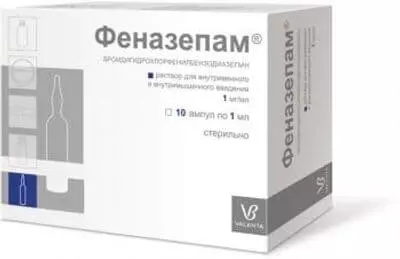 Феназепам®
БРОМДИГИДРОХЛОРФЕНИЛБЕНЗОДИАЗЕПИН
раствор для внутривенного
и внутримышечного введения
1 мг/мл
10 ампул по 1 мл
стерильно
Феназепам®
VALENTA